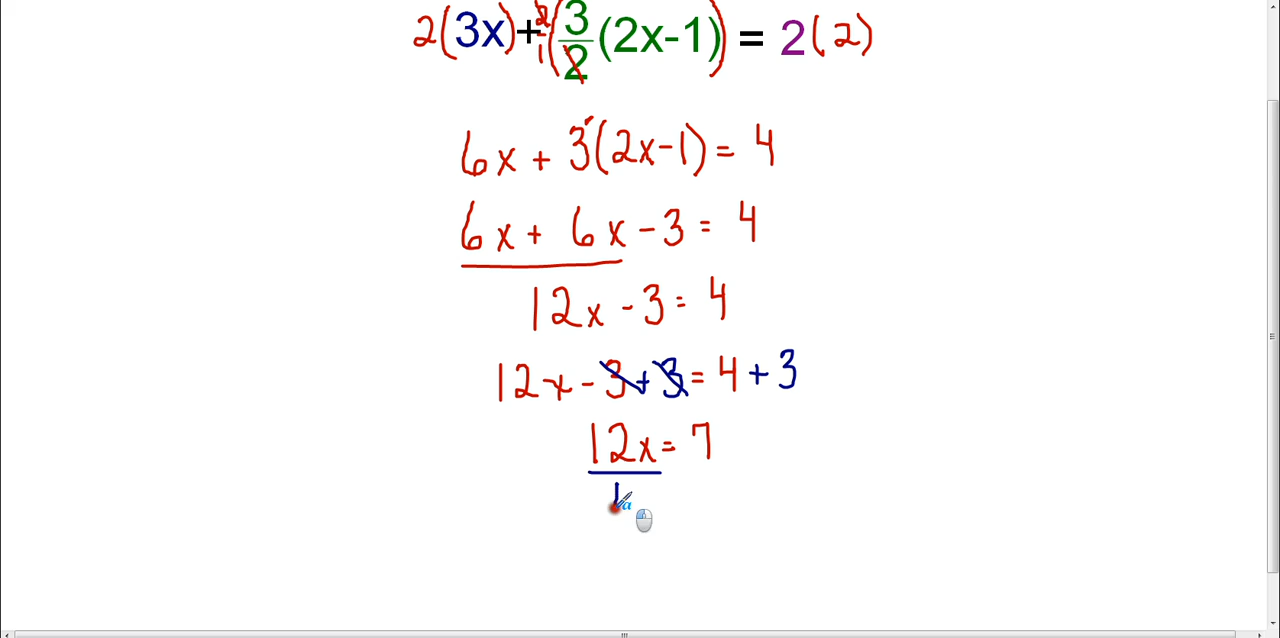 2(3x) + 2/1(3/2(2x-1)) = 2(2)
6x + 3(2x-1) = 4
6x + 6x - 3 = 4
12x - 3 = 4
12x - 3 + 3 = 4 + 3
12x = 7
1